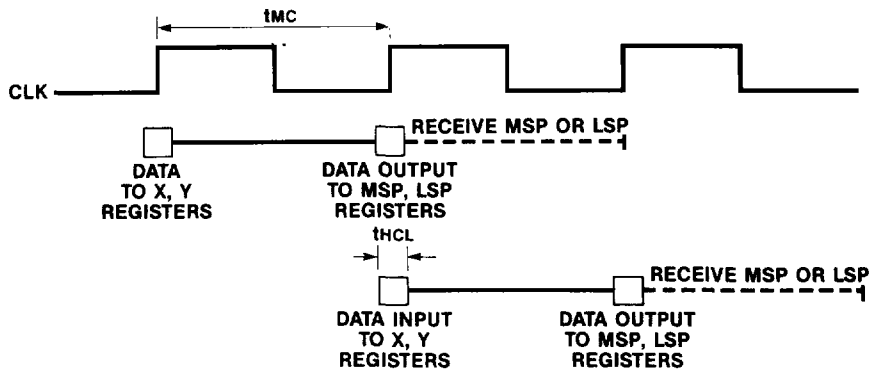 tMC
CLK
RECEIVE MSP OR LSP
DATA
TO X, Y
REGISTERS
DATA OUTPUT
TO MSP, LSP
REGISTERS
tHCL
RECEIVE MSP OR LSP
DATA INPUT
TO X, Y
REGISTERS
DATA OUTPUT
TO MSP, LSP
REGISTERS